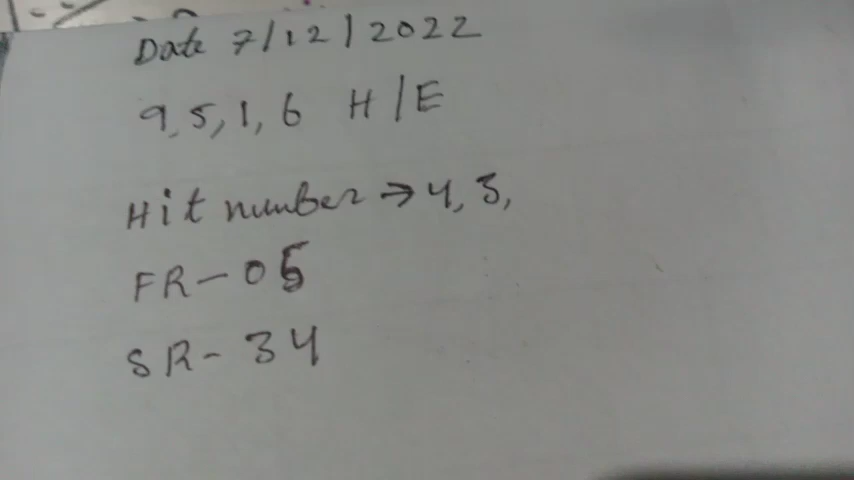 Date 7/12/2022
9,5,1,6 H/E
Hit number → 4, 3,
FR - 05
SR - 34